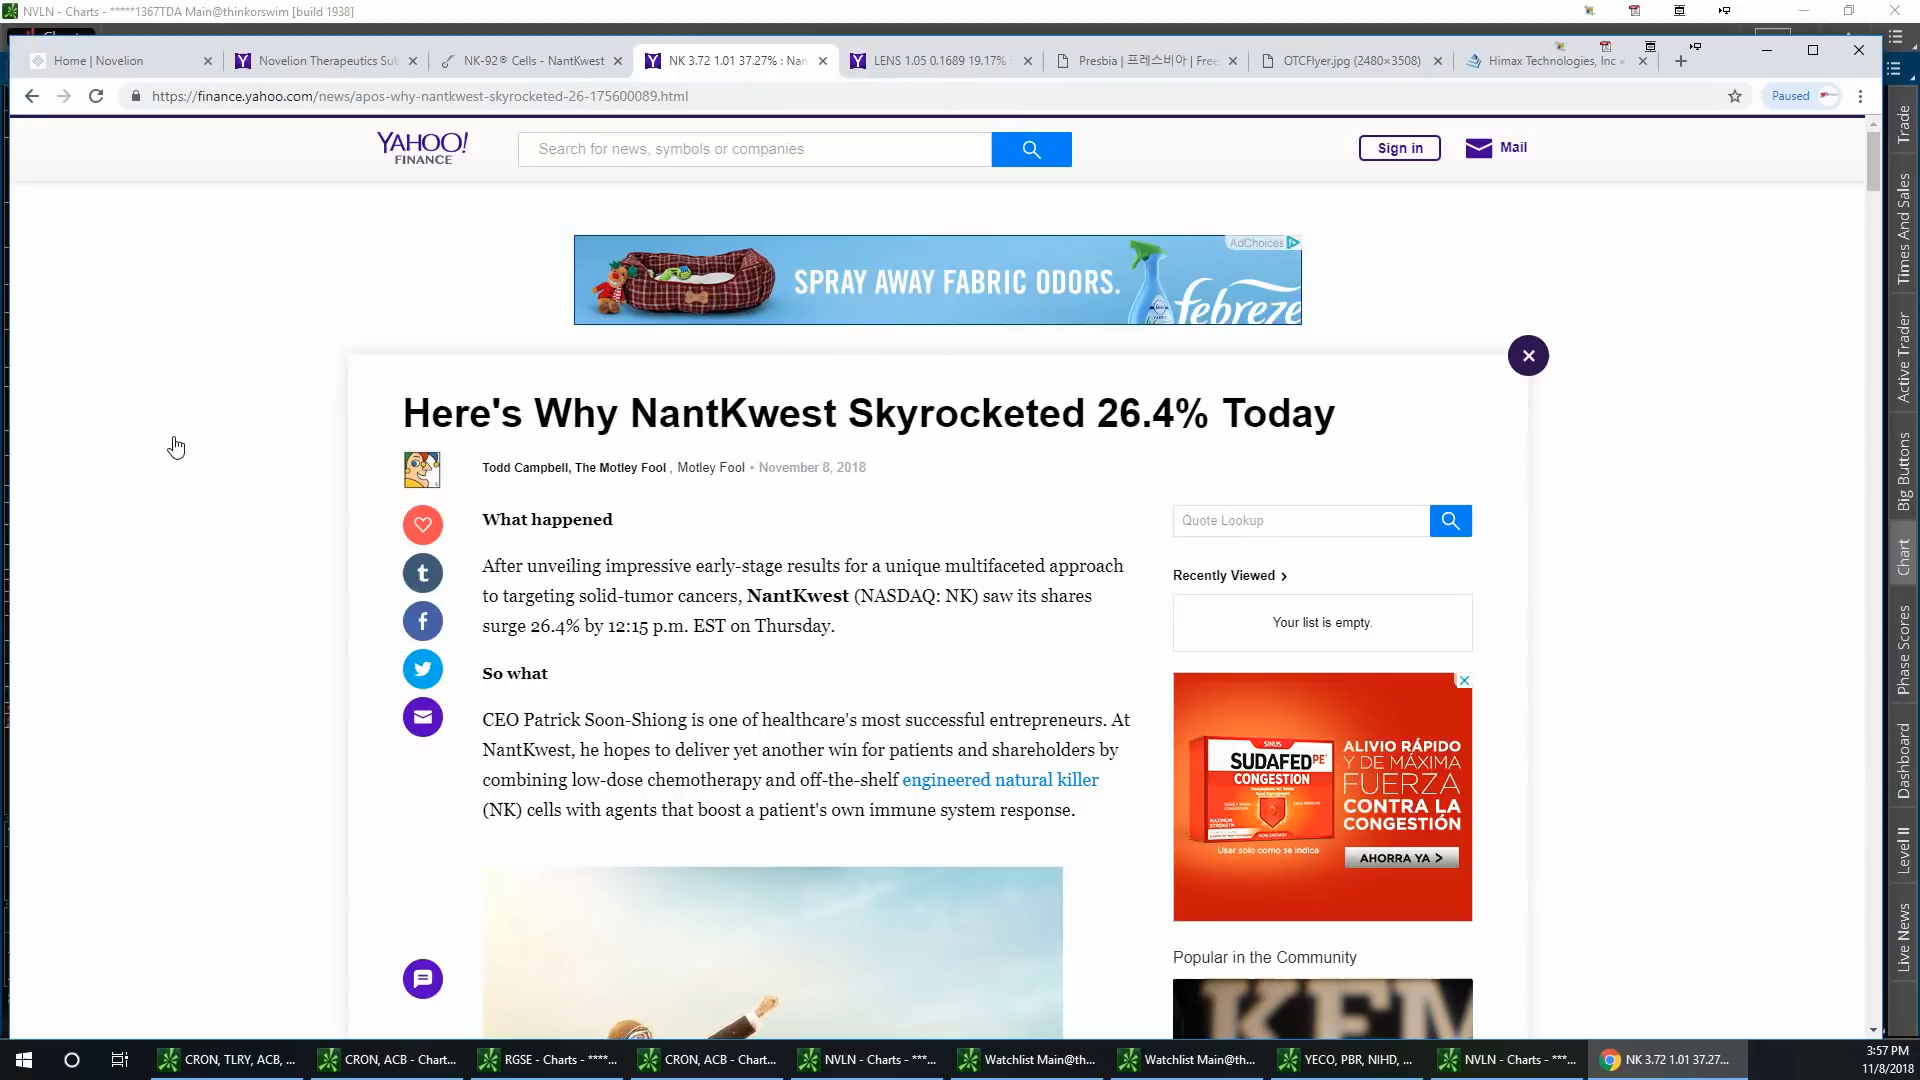 NVLN - Charts - *****1367TDA Main@thinkorswim [build 1938]
Home | Novelion
Novelion Therapeutics Sub
NK-92® Cells - NantKwest
NK 3.72 1.01 37.27% : Nan
LENS 1.05 0.1689 19.17%
Presbia | 프레스비아 | Free
OTCFlyer.jpg (2480×3508)
Himax Technologies, Inc «
https://finance.yahoo.com/news/apos-why-nantkwest-skyrocketed-26-175600089.html
Paused
YAHOO!
FINANCE
Search for news, symbols or companies
Sign in
Mail
AdChoices
SPRAY AWAY FABRIC ODORS.
febreze
Here's Why NantKwest Skyrocketed 26.4% Today
Todd Campbell, The Motley Fool , Motley Fool • November 8, 2018
What happened
After unveiling impressive early-stage results for a unique multifaceted approach
to targeting solid-tumor cancers, NantKwest (NASDAQ: NK) saw its shares
surge 26.4% by 12:15 p.m. EST on Thursday.
So what
CEO Patrick Soon-Shiong is one of healthcare's most successful entrepreneurs. At
NantKwest, he hopes to deliver yet another win for patients and shareholders by
combining low-dose chemotherapy and off-the-shelf engineered natural killer
(NK) cells with agents that boost a patient's own immune system response.
Quote Lookup
Recently Viewed
Your list is empty.
SINUS
SUDAFED PE
CONGESTION
Usar solo como se indica
ALIVIO RÁPIDO
Y DE MÁXIMA
FUERZA
CONTRA LA
CONGESTIÓN
AHORRA YA >
Popular in the Community
KFM
Trade
Times And Sales
Active Trader
Big Buttons
Chart
Phase Scores
Dashboard
Level II
Live News
CRON, TLRY, ACB, ...
CRON, ACB - Chart...
RGSE - Charts - ****...
CRON, ACB - Chart...
NVLN - Charts - ***...
Watchlist Main@th...
Watchlist Main@th...
YECO, PBR, NIHD, ...
NVLN - Charts - ***...
NK 3.72 1.01 37.27...
3:57 PM
11/8/2018